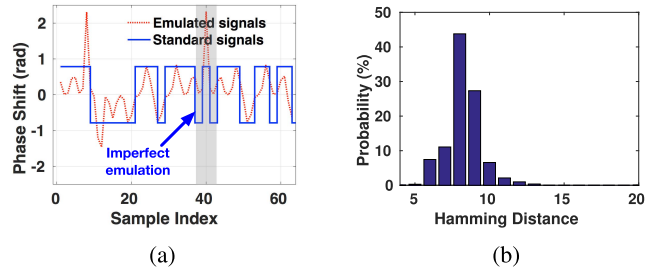 Emulated signals
Standard signals
Phase Shift (rad)
2
1
0
-1
-2
Imperfect
emulation
0
20
40
60
Sample Index
(a)
Probability (%)
50
40
30
20
10
0
5
10
15
20
Hamming Distance
(b)